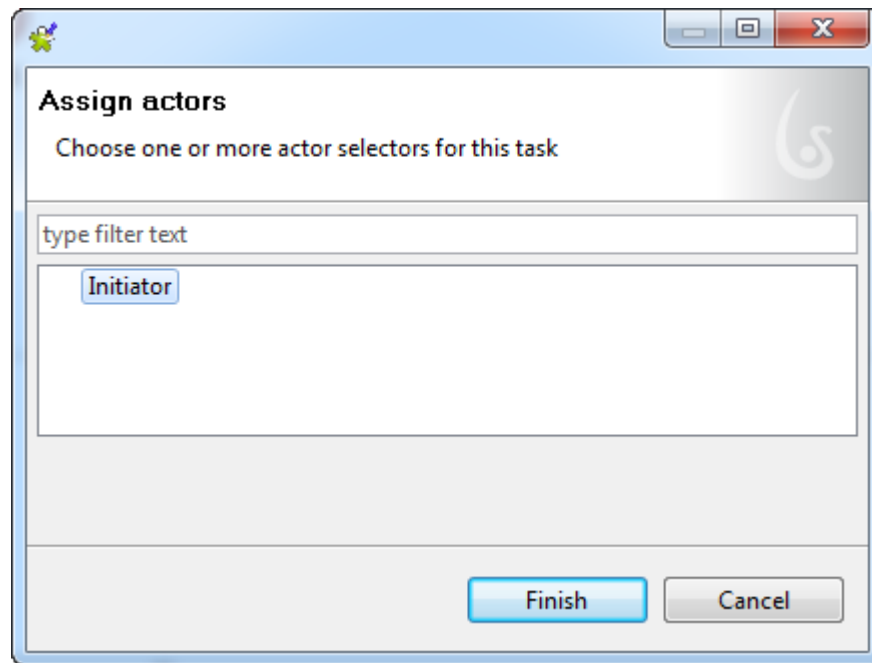 Assign actors
Choose one or more actor selectors for this task
type filter text
Initiator
Finish Cancel